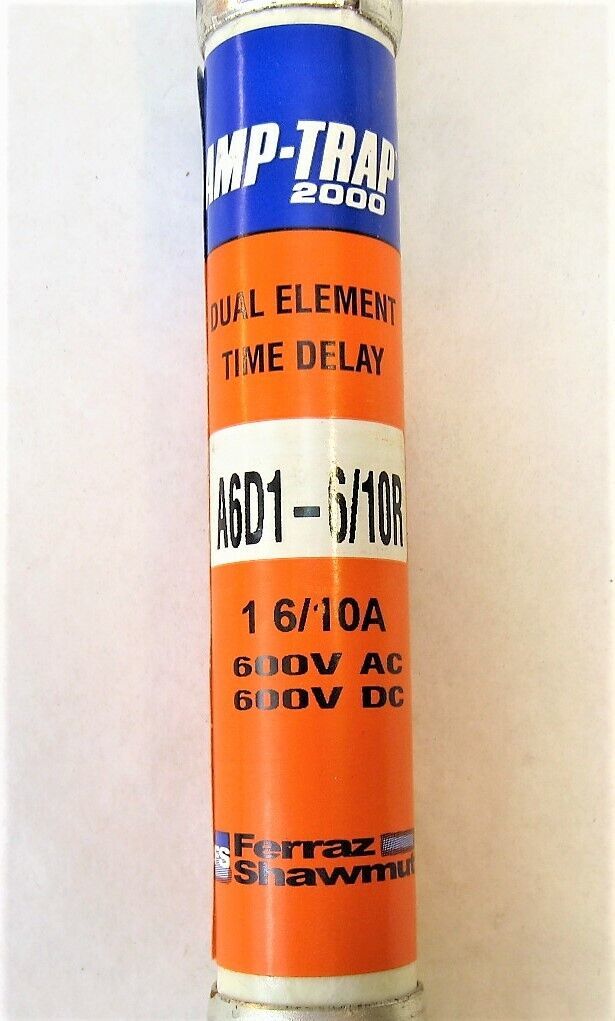 AMP-TRAP
2000
DUAL ELEMENT
TIME DELAY
A6D1-6/10R
1 6/10A
600V AC
600V DC
Ferraz
Shawmut